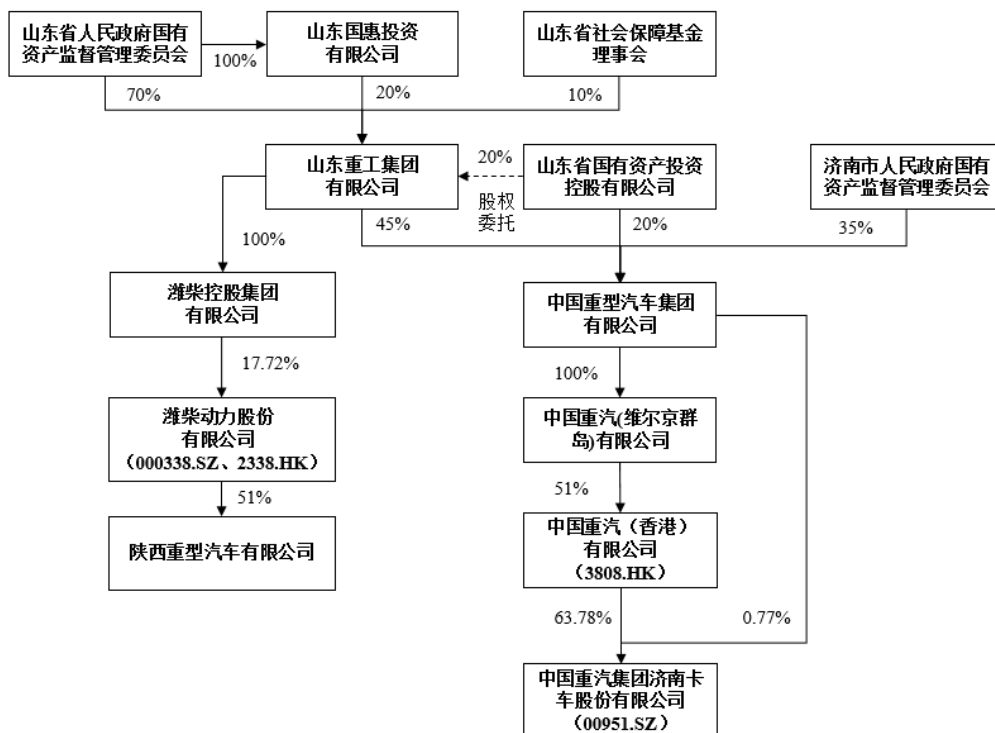 山东省人民政府国有
资产监督管理委员会
100%
山东国惠投资
有限公司
山东省社会保障基金
理事会
70%
20%
10%
山东重工集团
有限公司
20%
股权
委托
山东省国有资产投资
控股有限公司
济南市人民政府国有
资产监督管理委员会
45%
20%
35%
100%
潍柴控股集团
有限公司
中国重型汽车集团
有限公司
17.72%
100%
潍柴动力股份
有限公司
（000338.SZ、2338.HK）
中国重汽(维尔京群
岛)有限公司
51%
51%
陕西重型汽车有限公司
中国重汽（香港）
有限公司
（3808.HK）
63.78%
0.77%
中国重汽集团济南卡
车股份有限公司
（00951.SZ）